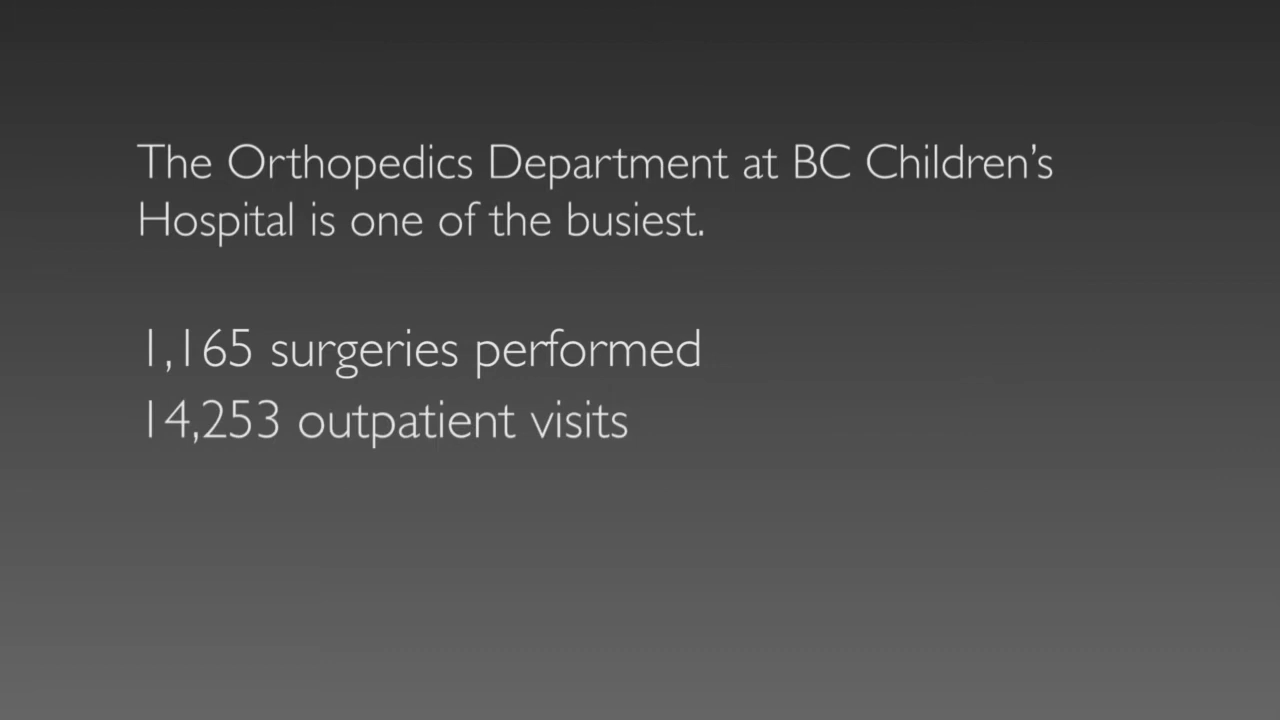 The Orthopedics Department at BC Children’s
Hospital is one of the busiest.
1,165 surgeries performed
14,253 outpatient visits